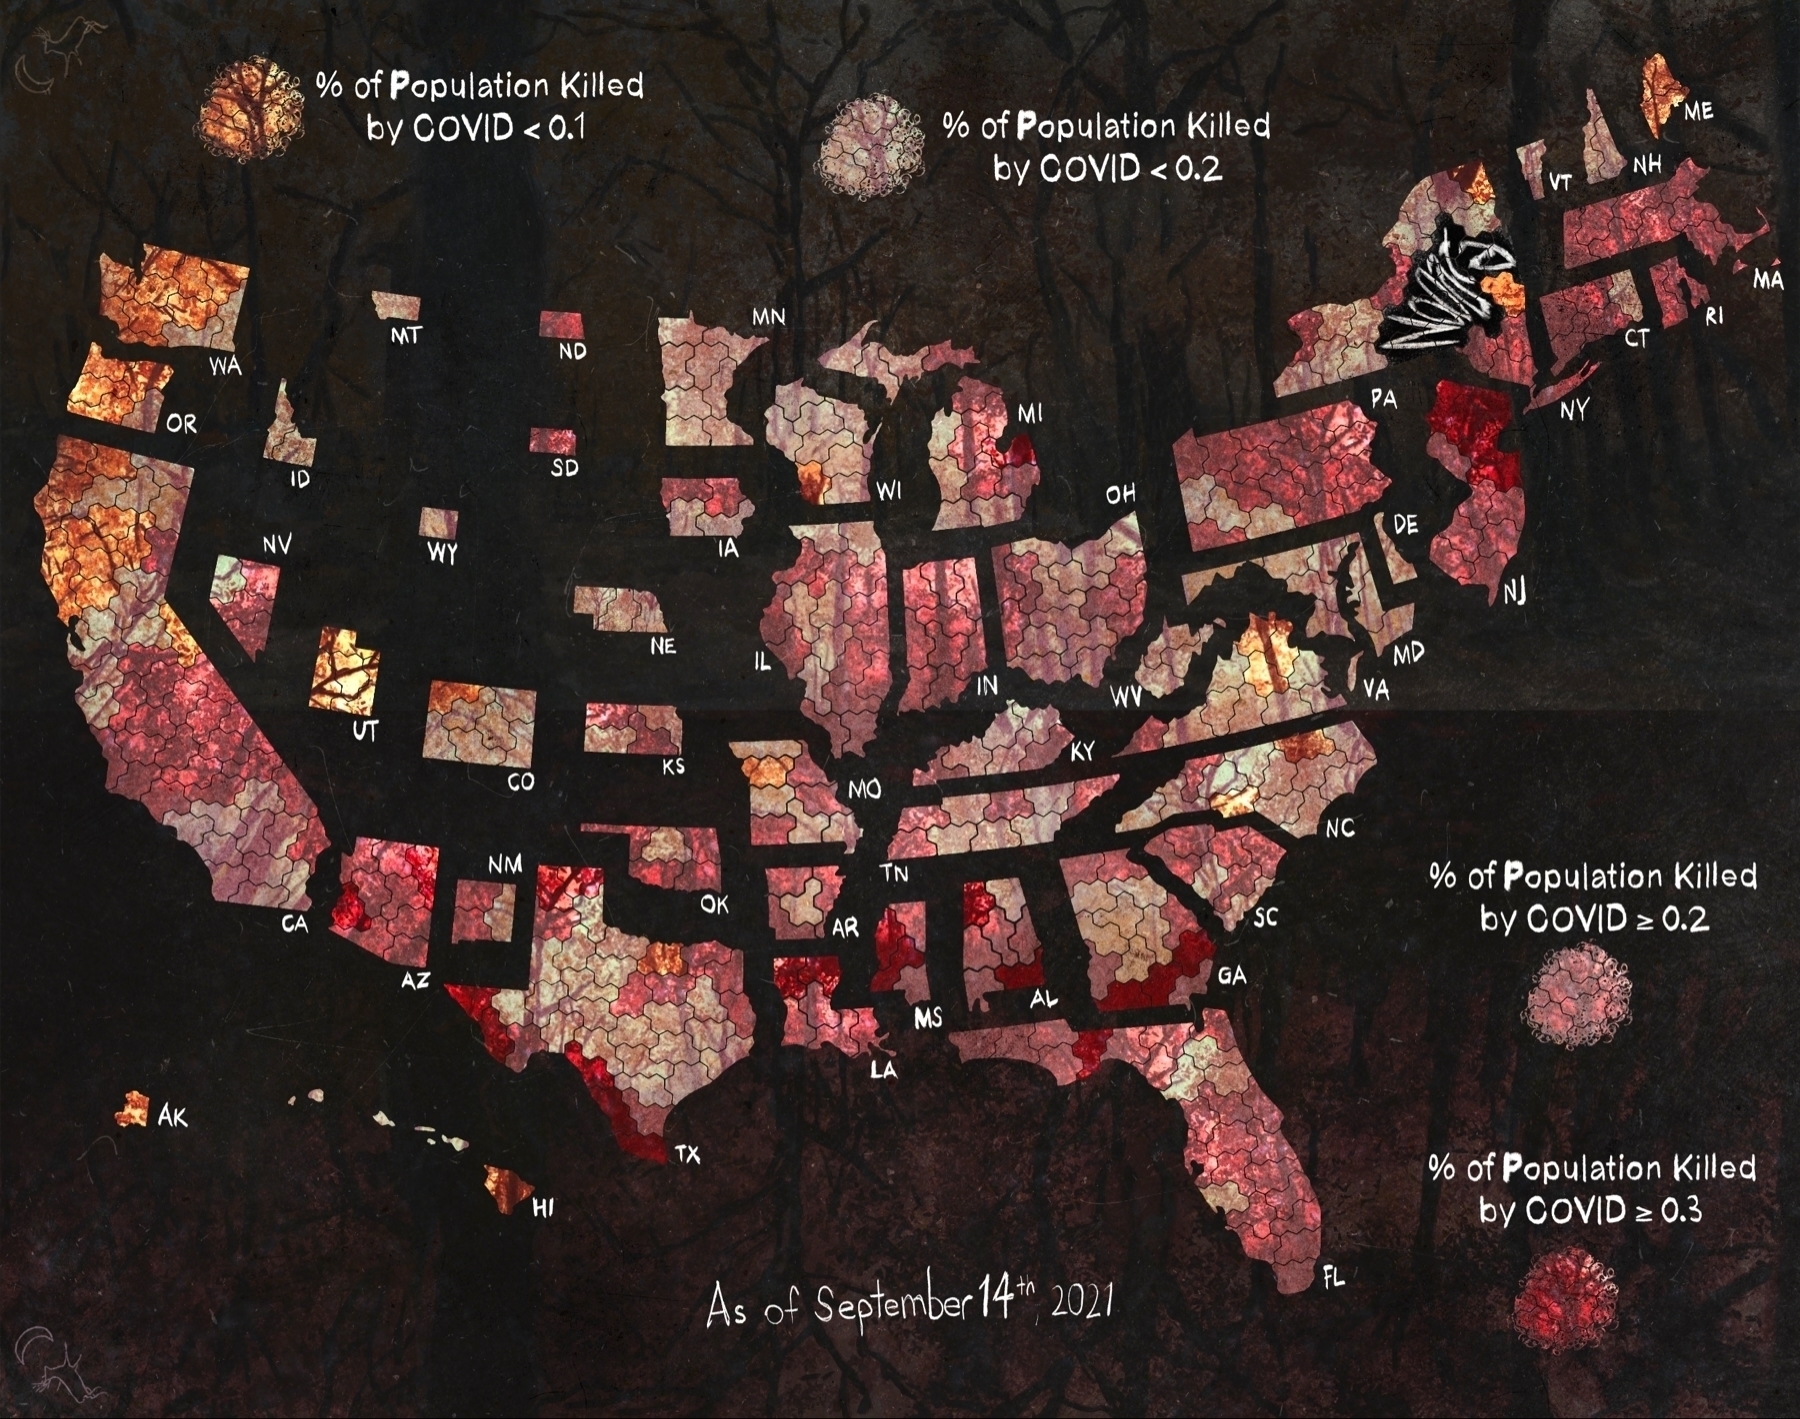 % of Population Killed
by COVID < 0.1
% of Population Killed
by COVID < 0.2
ME
NH
VT
MA
RI
CT
NY
PA
WA
MT
ND
MN
OR
ID
SD
MI
WI
OH
DE
NJ
NV
WY
IA
NE
IL
IN
WV
MD
VA
UT
CO
KS
MO
KY
NC
TN
CA
NM
AZ
OK
AR
SC
GA
AL
MS
LA
TX
AK
HI
FL
% of Population Killed
by COVID ≥ 0.2
% of Population Killed
by COVID ≥ 0.3
As of September 14th, 2021